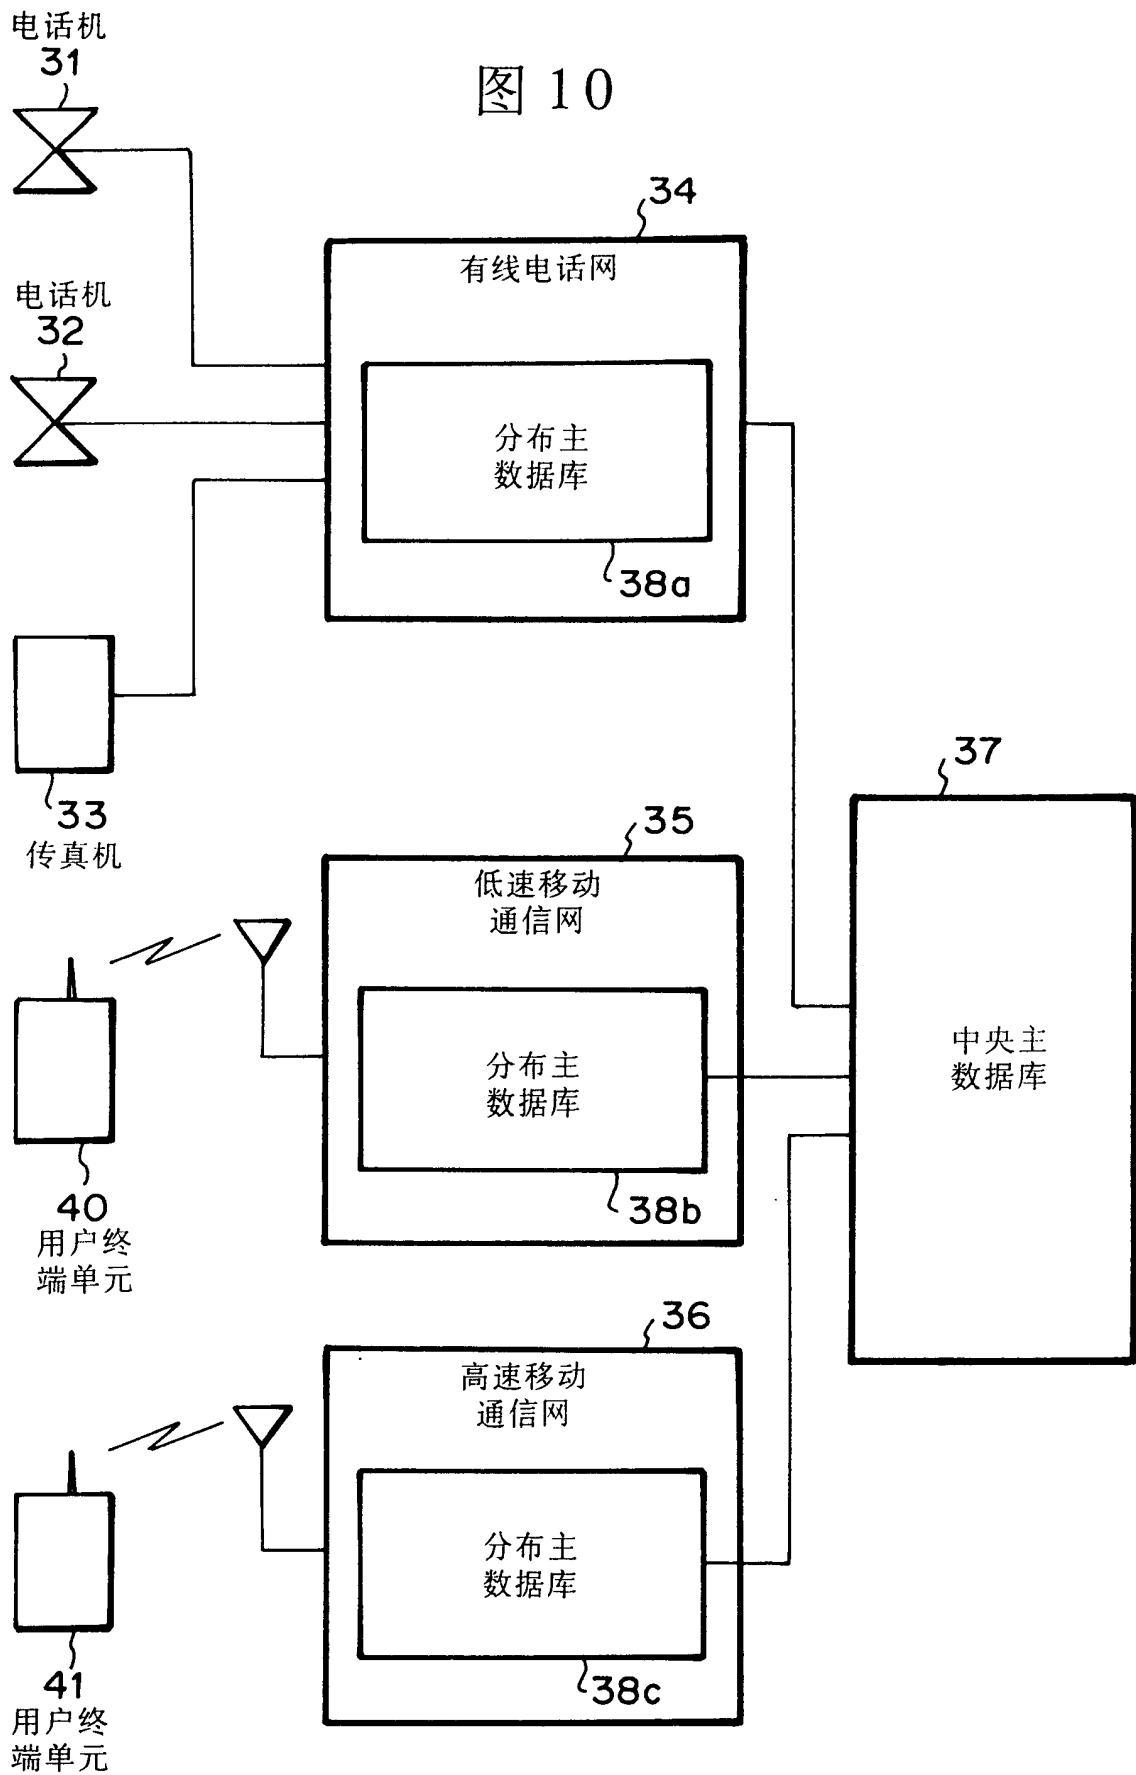 电话机
31
图 10
34
有线电话网
电话机
32
分布主
数据库
38a
33
传真机
37
35
低速移动
通信网
中央主
数据库
分布主
数据库
38b
40
用户终
端单元
36
高速移动
通信网
分布主
数据库
38c
41
用户终
端单元